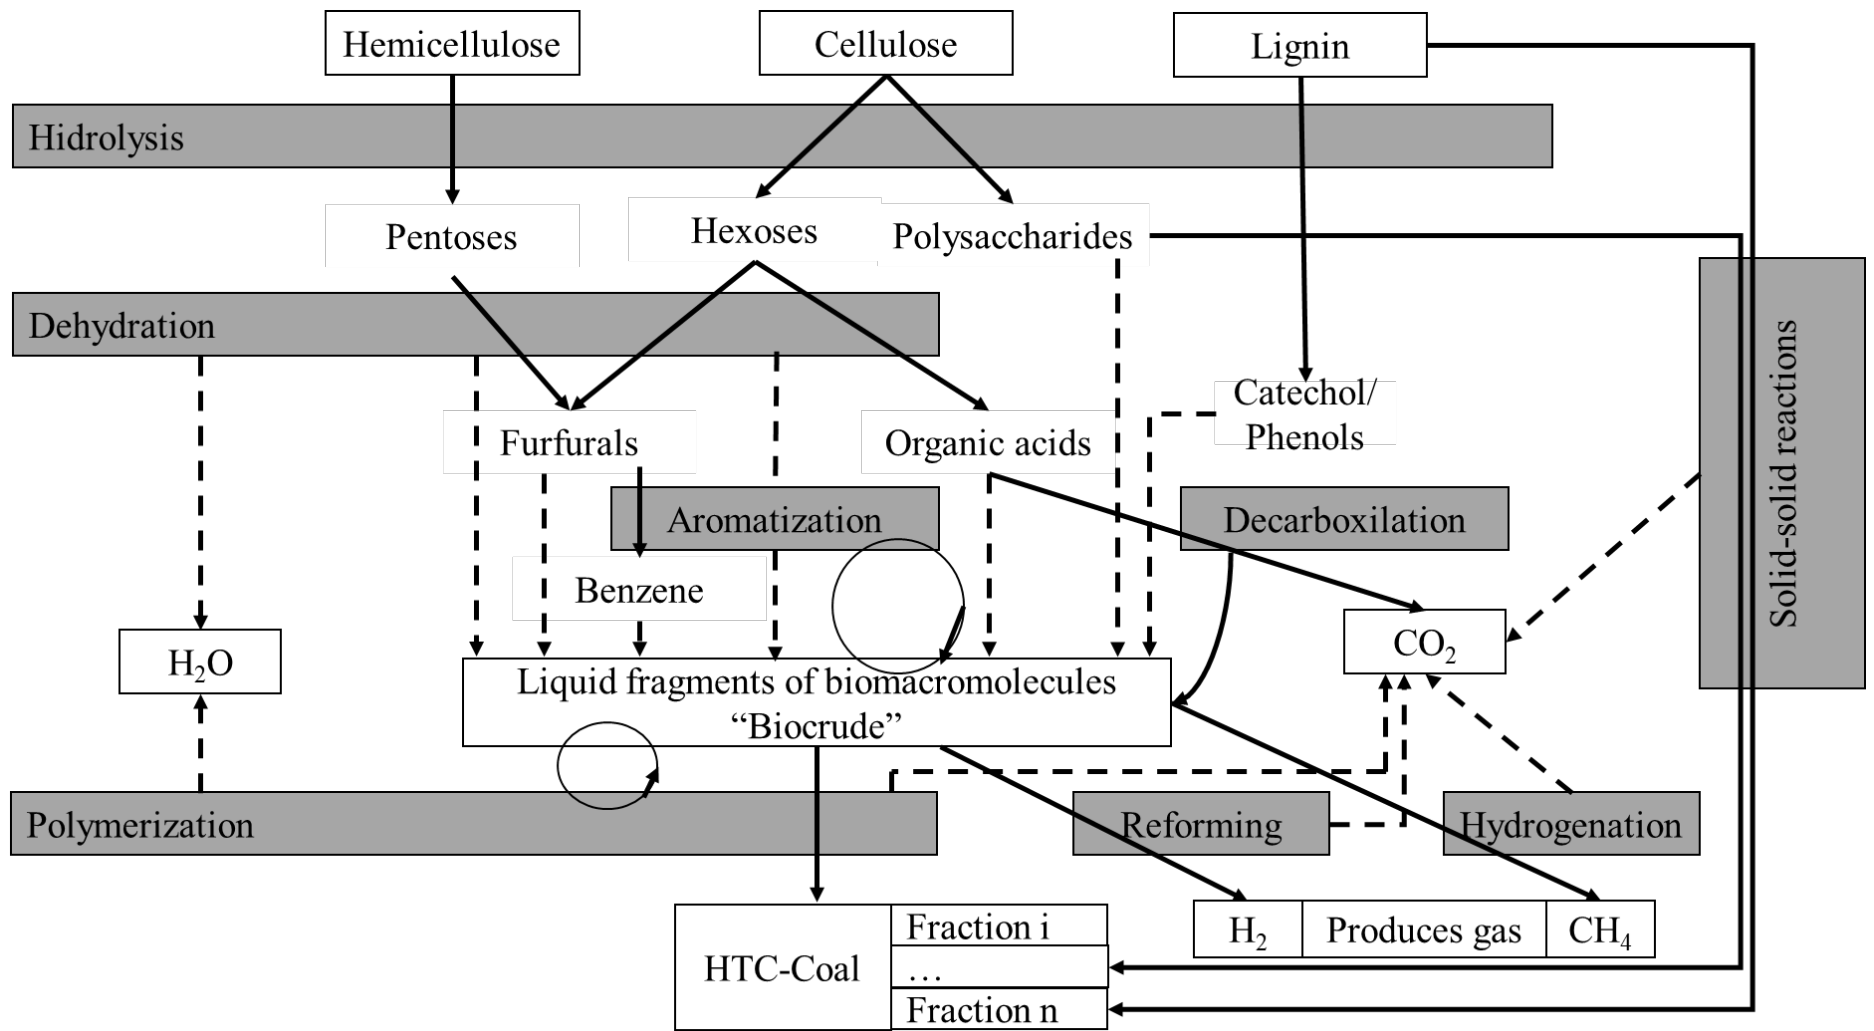 Hemicellulose
Cellulose
Lignin
Hidrolysis
Pentoses
Hexoses
Polysaccharides
Dehydration
Solid-solid reactions
Furfurals
Organic acids
Catechol/
Phenols
Aromatization
Decarboxilation
Benzene
H₂O
CO₂
Liquid fragments of biomacromolecules
“Biocrude”
Polymerization
Reforming
Hydrogenation
HTC-Coal
Fraction i
…
Fraction n
H₂
Produces gas
CH₄